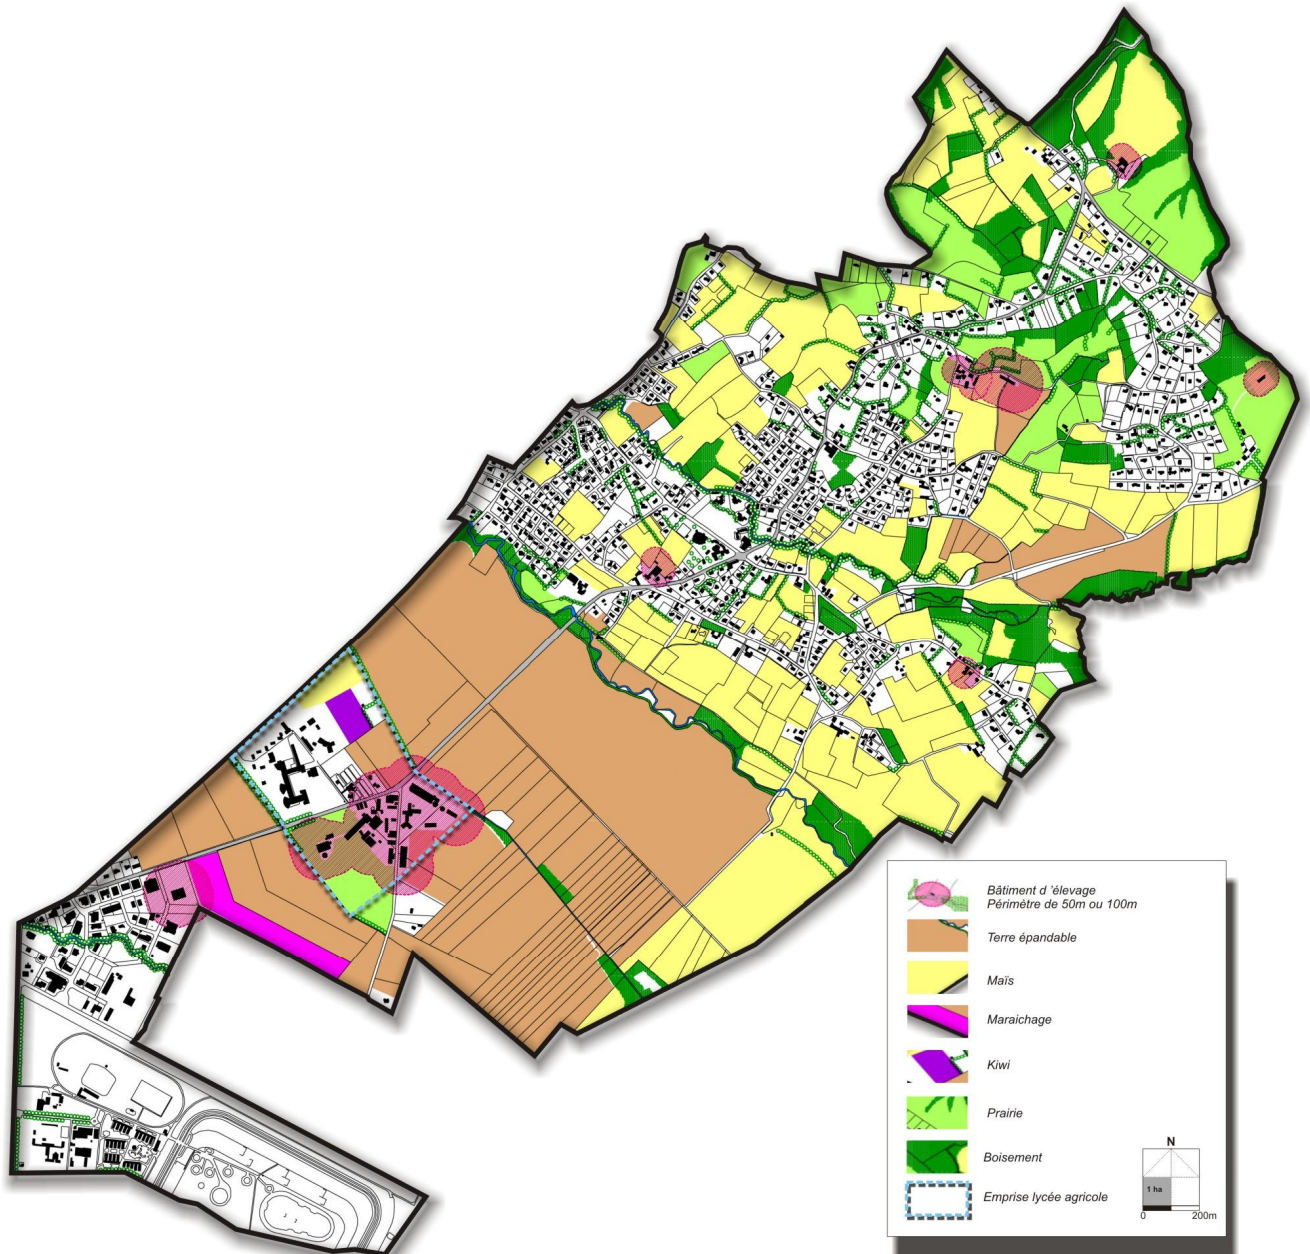 Bâtiment d 'élevage
Périmètre de 50m ou 100m
Terre épandable
Maïs
Maraichage
Kiwi
Prairie
Boisement
Emprise lycée agricole
N
1 ha
0 200m